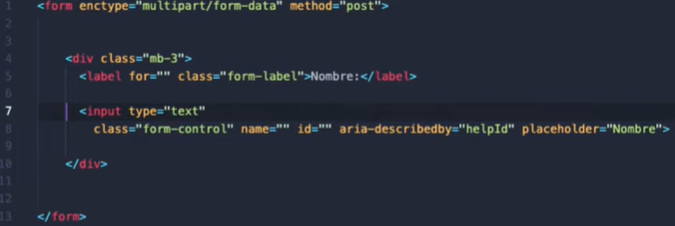 1 <form enctype="multipart/form-data" method="post">
2
3
4 <div class="mb-3">
5 <label for="" class="form-label">Nombre:</label>
6
7 <input type="text"
8 class="form-control" name="" id="" aria-describedby="helpId" placeholder="Nombre">
9
10 </div>
11
12
13 </form>